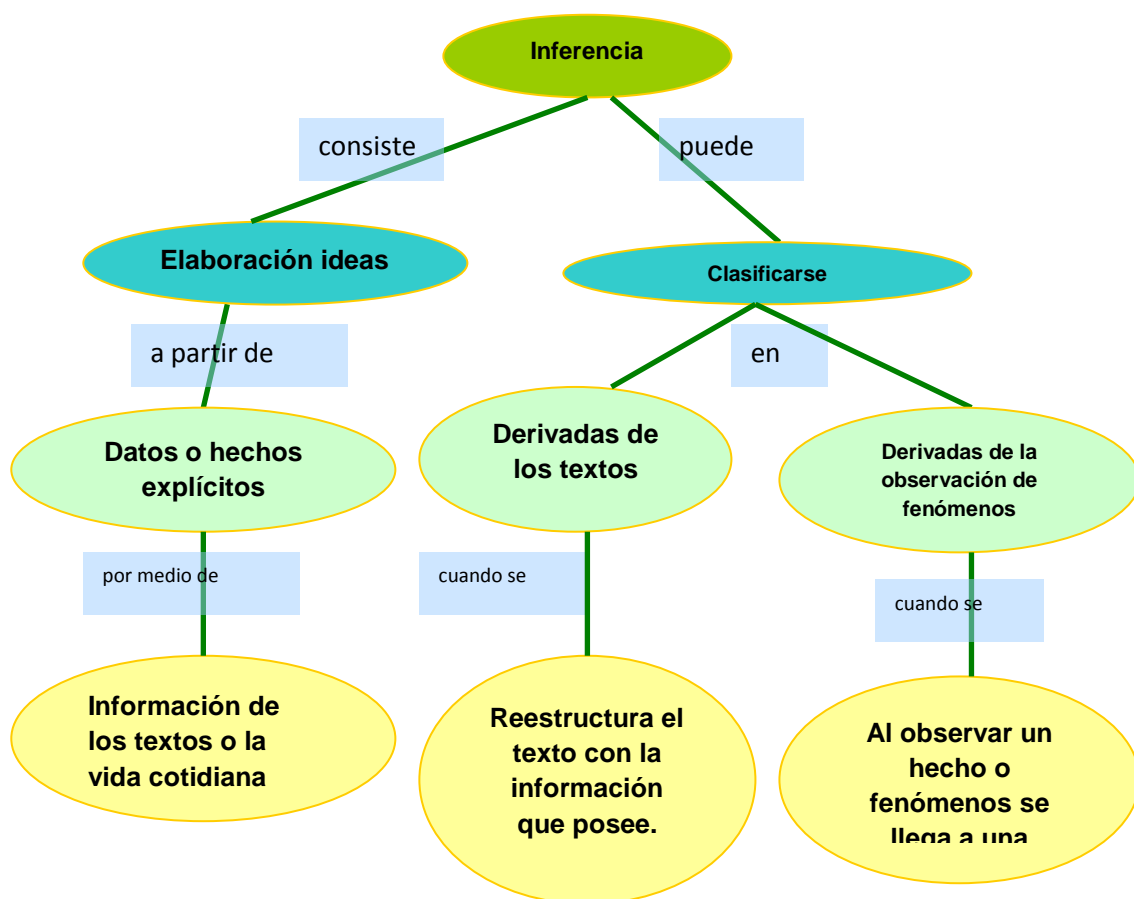 Inferencia
consiste
puede
Elaboración ideas
Clasificarse
a partir de
en
Datos o hechos
explícitos
Derivadas de
los textos
Derivadas de la
observación de
fenómenos
por medio de
cuando se
cuando se
Información de
los textos o la
vida cotidiana
Reestructura el
texto con la
información
que posee.
Al observar un
hecho o
fenómenos se
llega a una